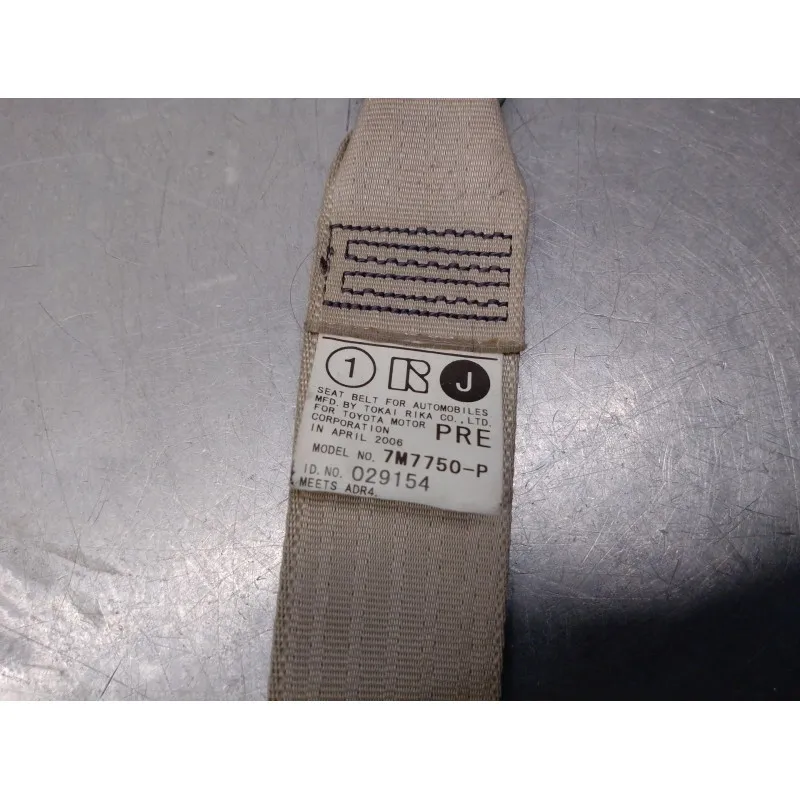 1 R J
SEAT BELT FOR AUTOMOBILES
MFD. BY TOKAI RIKA CO., LTD.
FOR TOYOTA MOTOR
CORPORATION PRE
IN APRIL 2006
MODEL NO. 7M7750-P
ID. NO. 029154
MEETS ADR4.